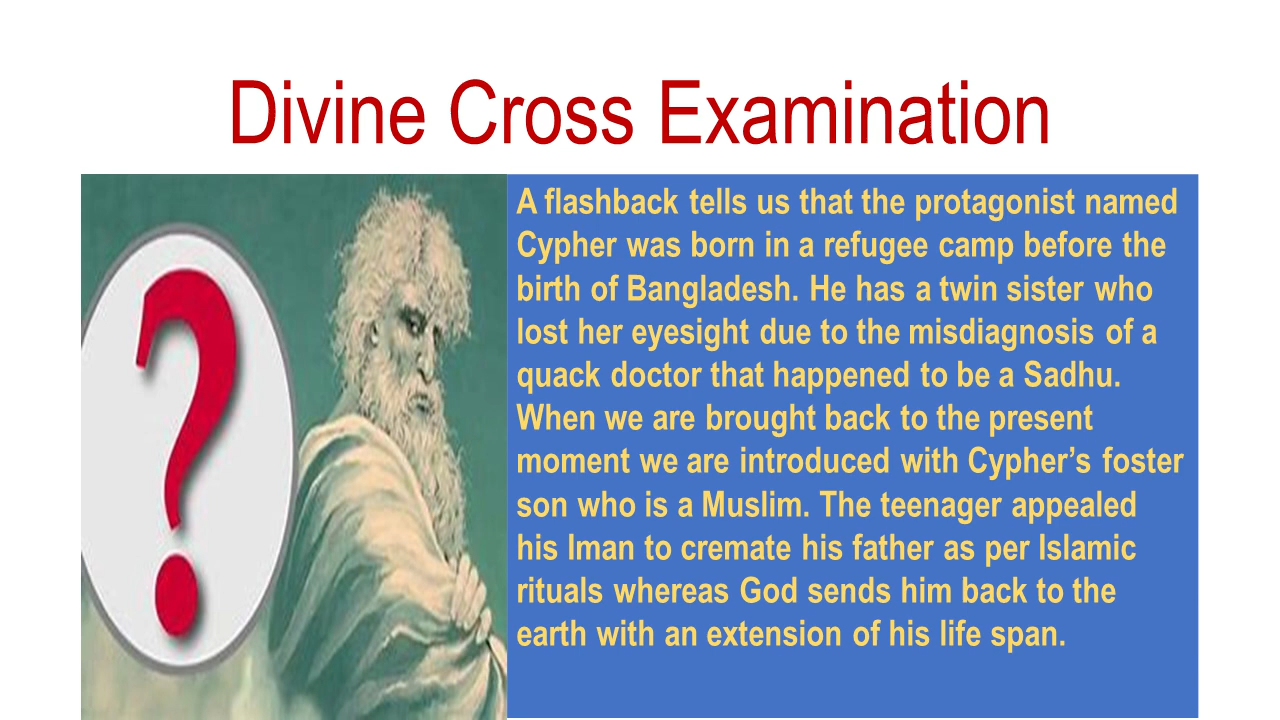 Divine Cross Examination
?
A flashback tells us that the protagonist named
Cypher was born in a refugee camp before the
birth of Bangladesh. He has a twin sister who
lost her eyesight due to the misdiagnosis of a
quack doctor that happened to be a Sadhu.
When we are brought back to the present
moment we are introduced with Cypher’s foster
son who is a Muslim. The teenager appealed
his Iman to cremate his father as per Islamic
rituals whereas God sends him back to the
earth with an extension of his life span.